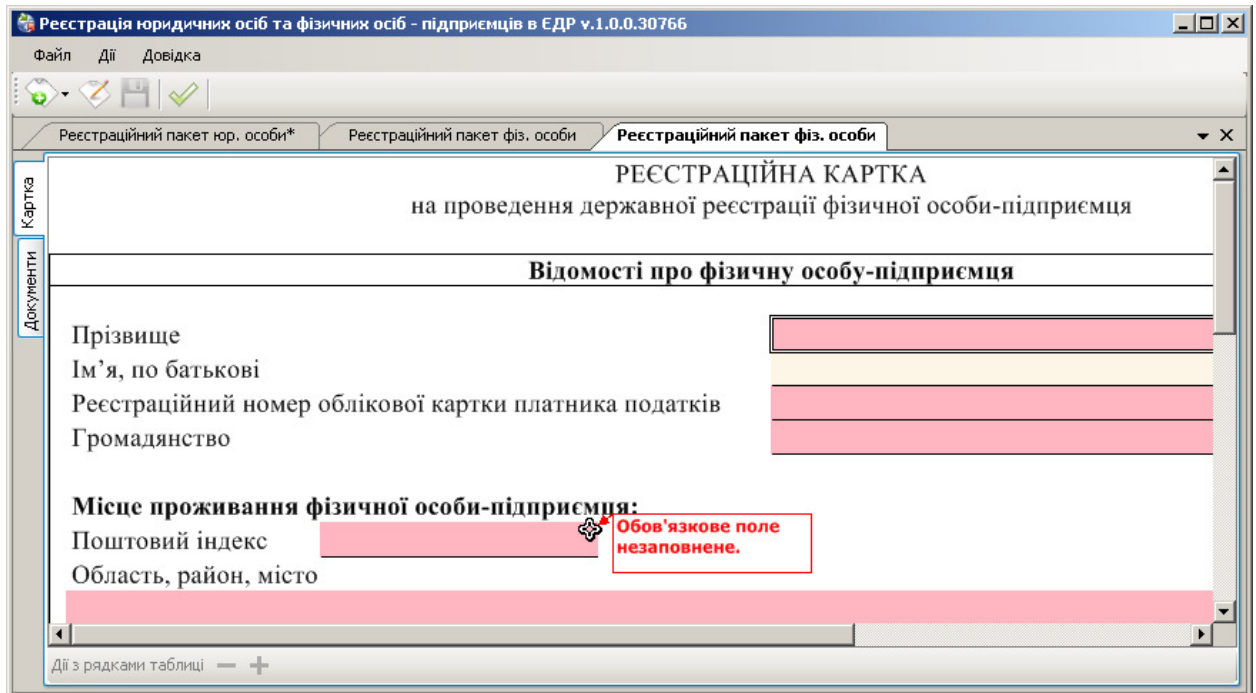 Реєстрація юридичних осіб та фізичних осіб - підприємців в ЄДР v.1.0.0.30766
Файл Дії Довідка
Реєстраційний пакет юр. особи* Реєстраційний пакет фіз. особи Реєстраційний пакет фіз. особи
Картка
Документи
РЕЄСТРАЦІЙНА КАРТКА
на проведення державної реєстрації фізичної особи-підприємця
Відомості про фізичну особу-підприємця
Прізвище
Ім’я, по батькові
Реєстраційний номер облікової картки платника податків
Громадянство
Місце проживання фізичної особи-підприємця:
Поштовий індекс
Обов'язкове поле
незаповнене.
Область, район, місто
Дії з рядками таблиці